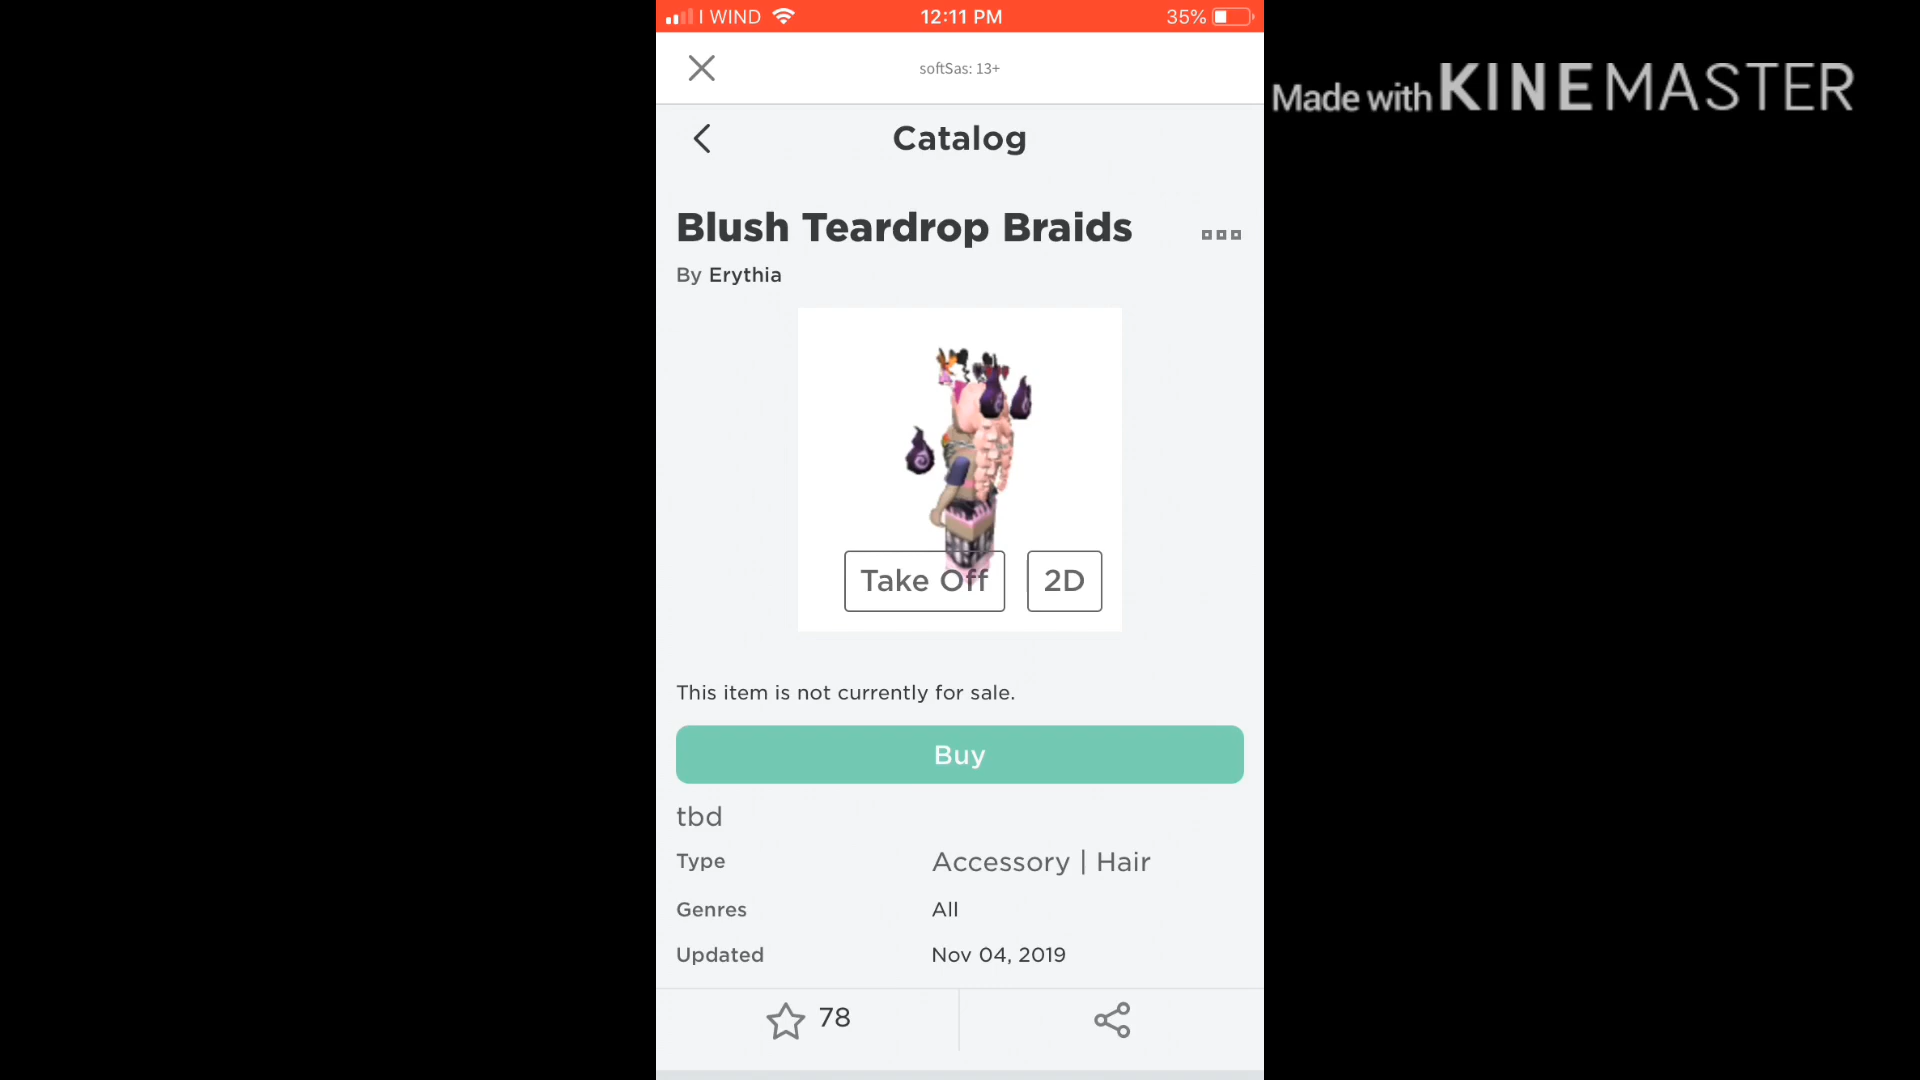 I WIND 12:11 PM 35%
softSas: 13+
Made with KINEMASTER
Catalog
Blush Teardrop Braids
By Erythia
Take Off 2D
This item is not currently for sale.
Buy
tbd
Type Accessory | Hair
Genres All
Updated Nov 04, 2019
78